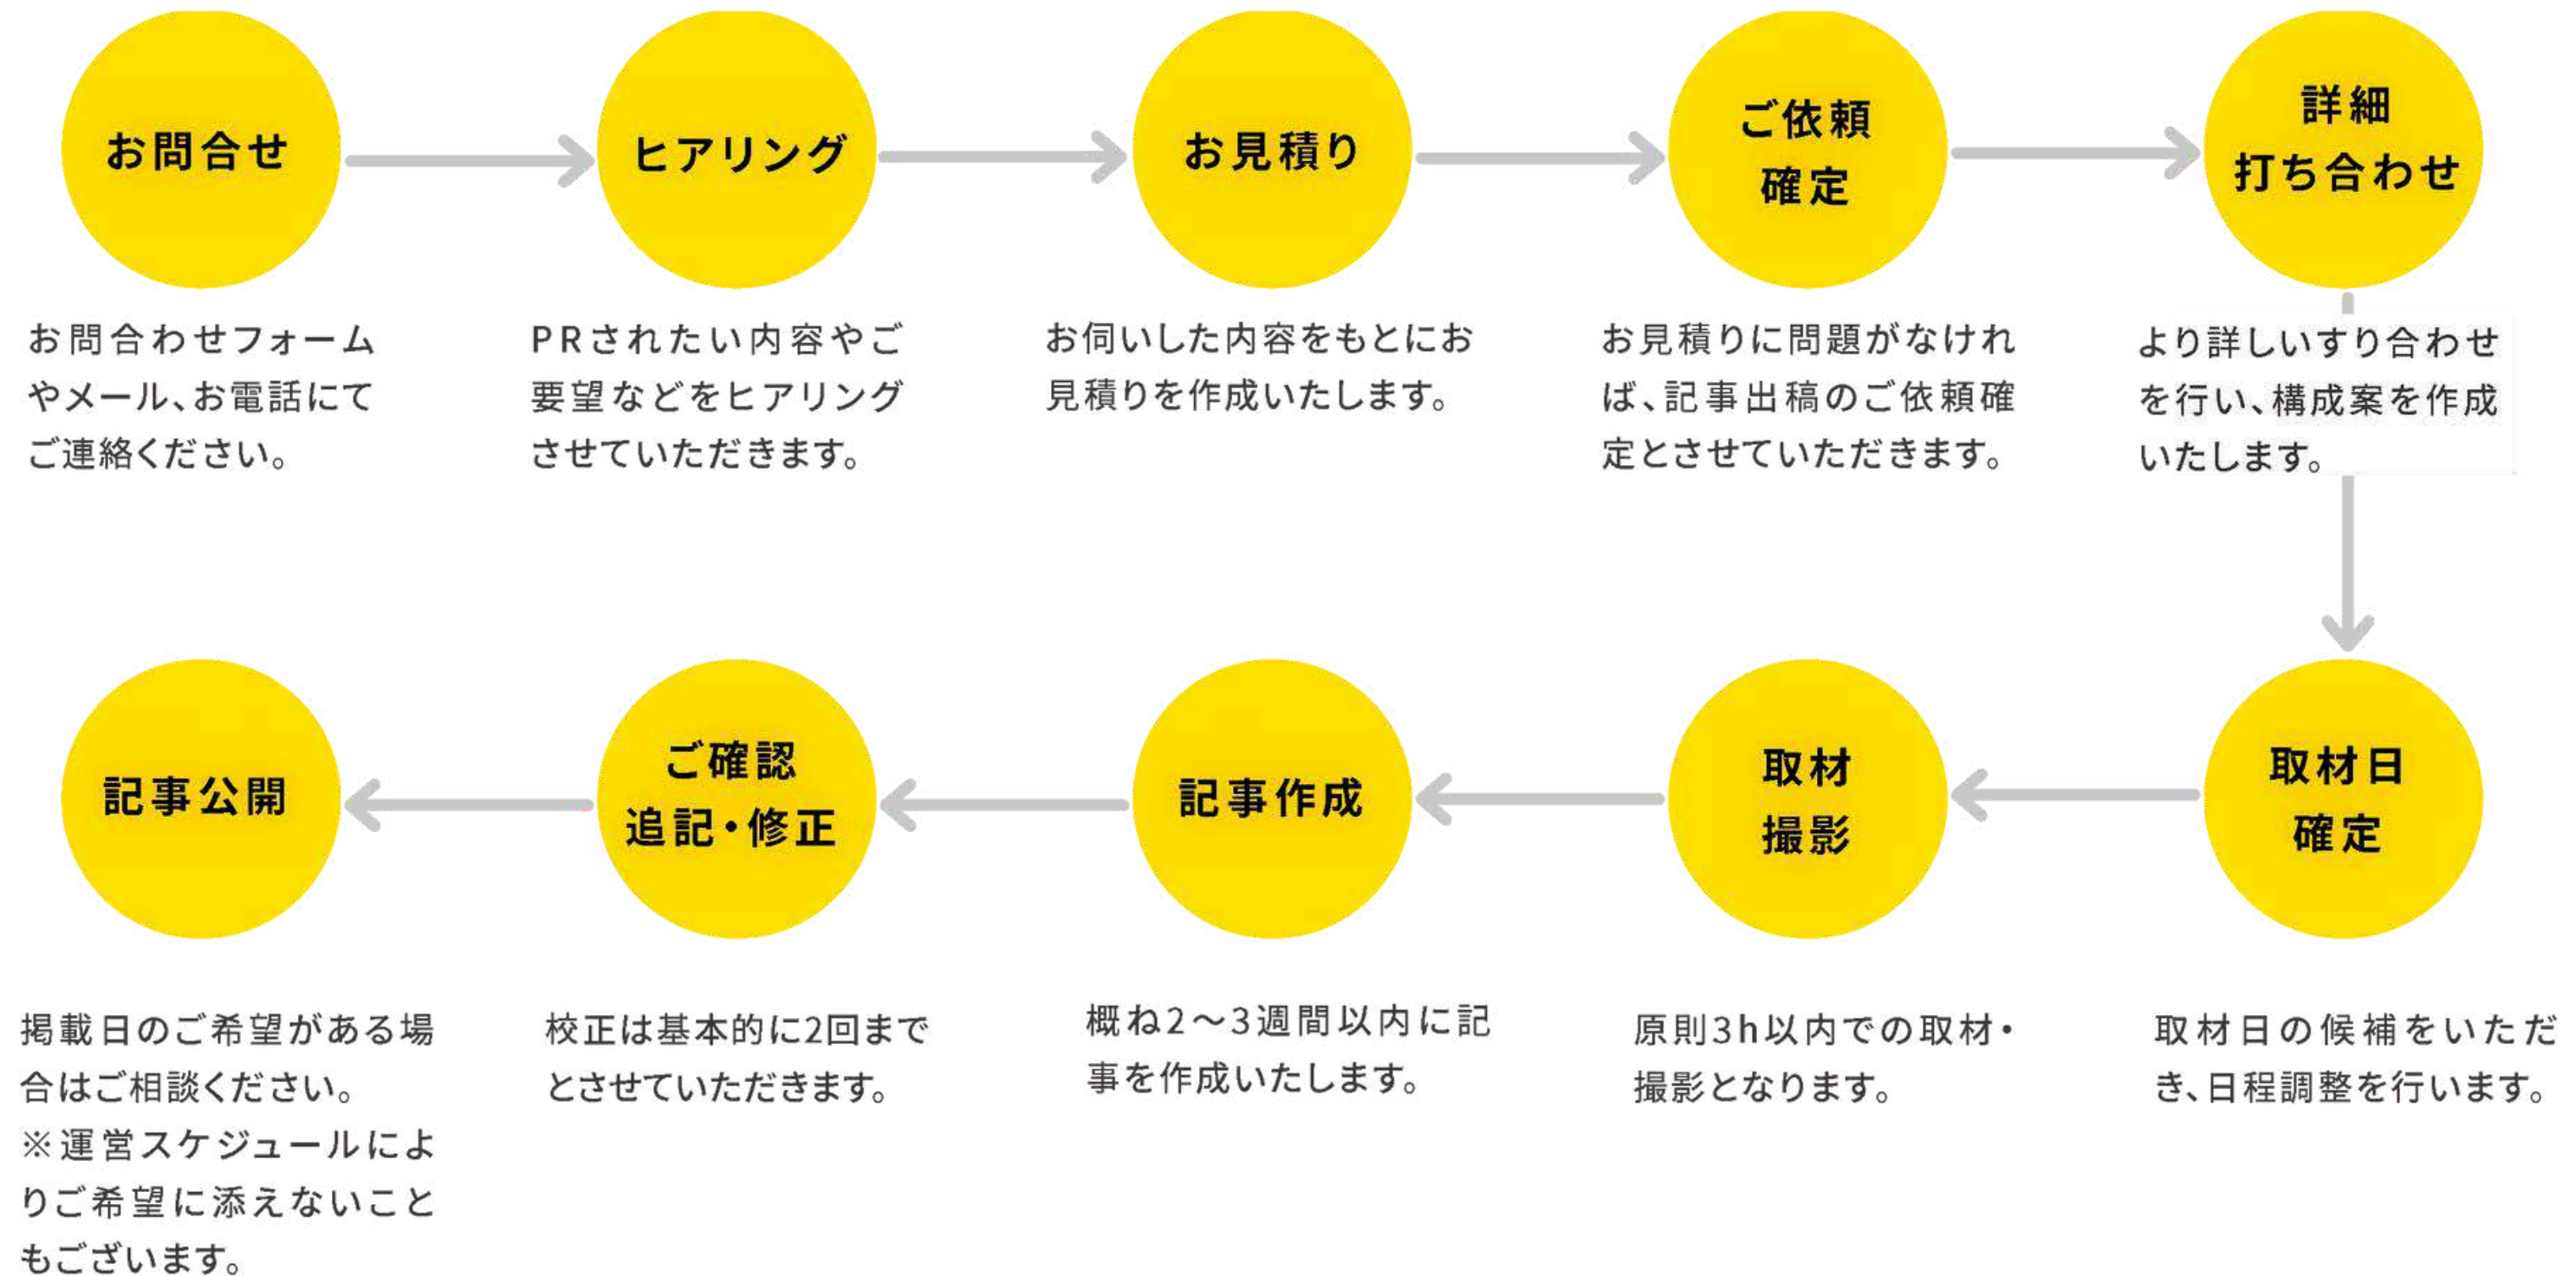 お問合せ
お問合わせフォーム
やメール、お電話にて
ご連絡ください。
ヒアリング
PRされたい内容やご
要望などをヒアリング
させていただきます。
お見積り
お伺いした内容をもとにお
見積りを作成いたします。
ご依頼
確定
お見積りに問題がなけれ
ば、記事出稿のご依頼確
定とさせていただきます。
詳細
打ち合わせ
より詳しいすり合わせ
を行い、構成案を作成
いたします。
取材日
確定
取材日の候補をいただ
き、日程調整を行います。
取材
撮影
原則3h以内での取材・
撮影となります。
記事作成
概ね2～3週間以内に記
事を作成いたします。
ご確認
追記・修正
校正は基本的に2回まで
とさせていただきます。
記事公開
掲載日のご希望がある場
合はご相談ください。
※運営スケジュールによ
りご希望に添えないこと
もございます。